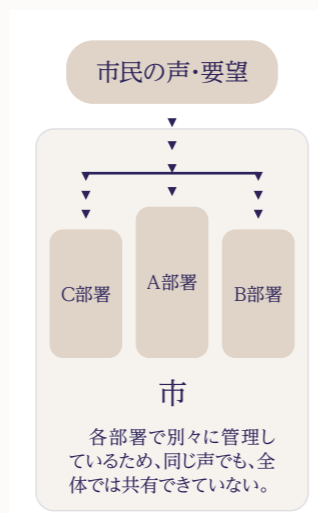 市民の声・要望
C部署
A部署
B部署
市
各部署で別々に管理し
ているため、同じ声でも、全
体では共有できていない。